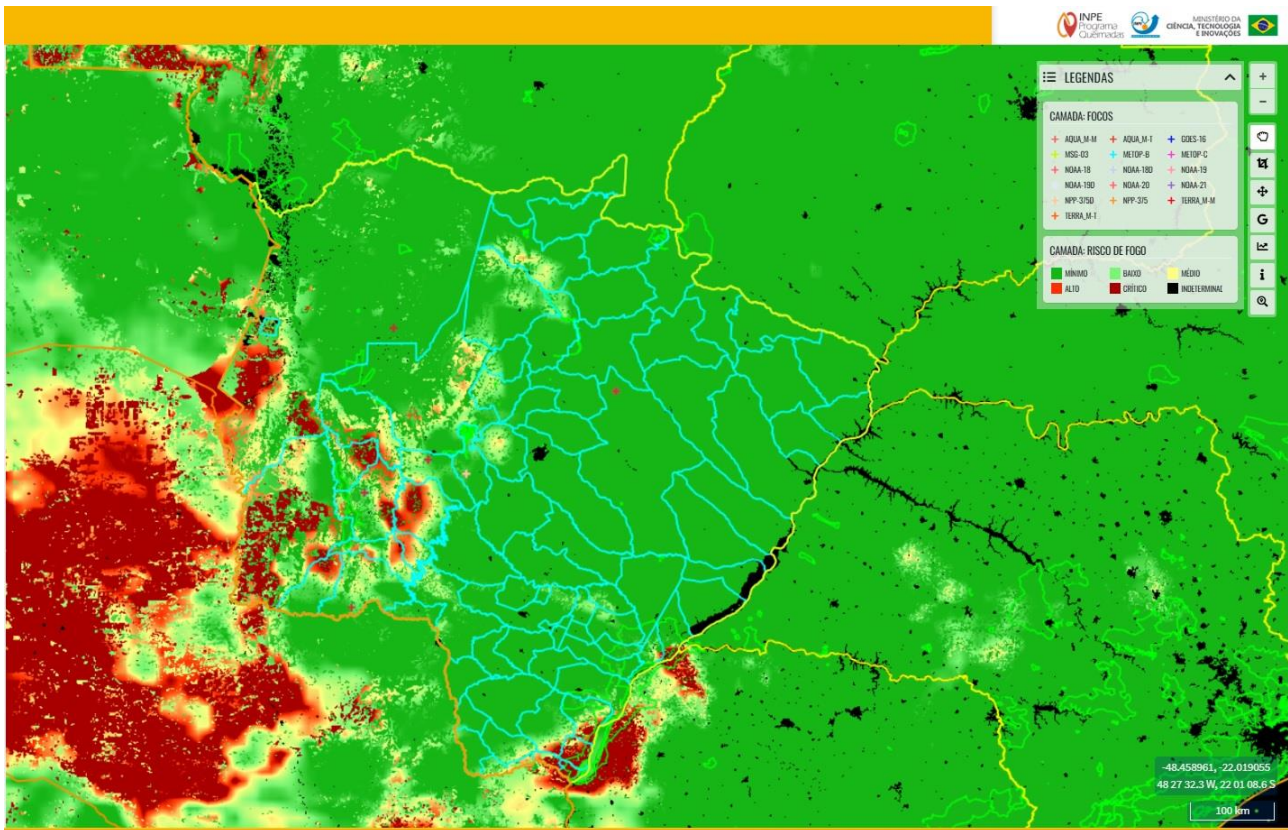 INPE
Programa
Queimadas
MINISTÉRIO DA
CIÊNCIA, TECNOLOGIA
E INOVAÇÕES
LEGENDAS
CAMADA: FOCOS
AQUA_M-M AQUA_M-T GOES-16
MSG-03 METOP-B METOP-C
NOAA-18 NOAA-18D NOAA-19
NOAA-19D NOAA-20 NOAA-21
NPP-375D NPP-375 TERRA_M-M
TERRA_M-T
CAMADA: RISCO DE FOGO
MÍNIMO BAIXO MÉDIO
ALTO CRÍTICO INDETERMINAI
+
−
G
i
-48.458961, -22.019055
48 27 32.3 W, 22 01 08.6 S
100 km